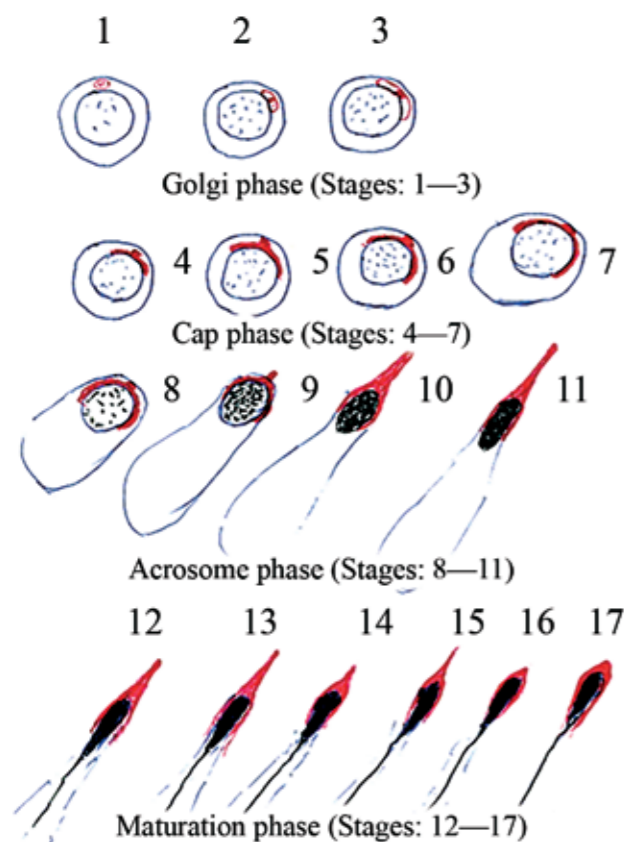 1 2 3
Golgi phase (Stages: 1—3)
4 5 6 7
Cap phase (Stages: 4—7)
8 9 10 11
Acrosome phase (Stages: 8—11)
12 13 14 15 16 17
Maturation phase (Stages: 12—17)